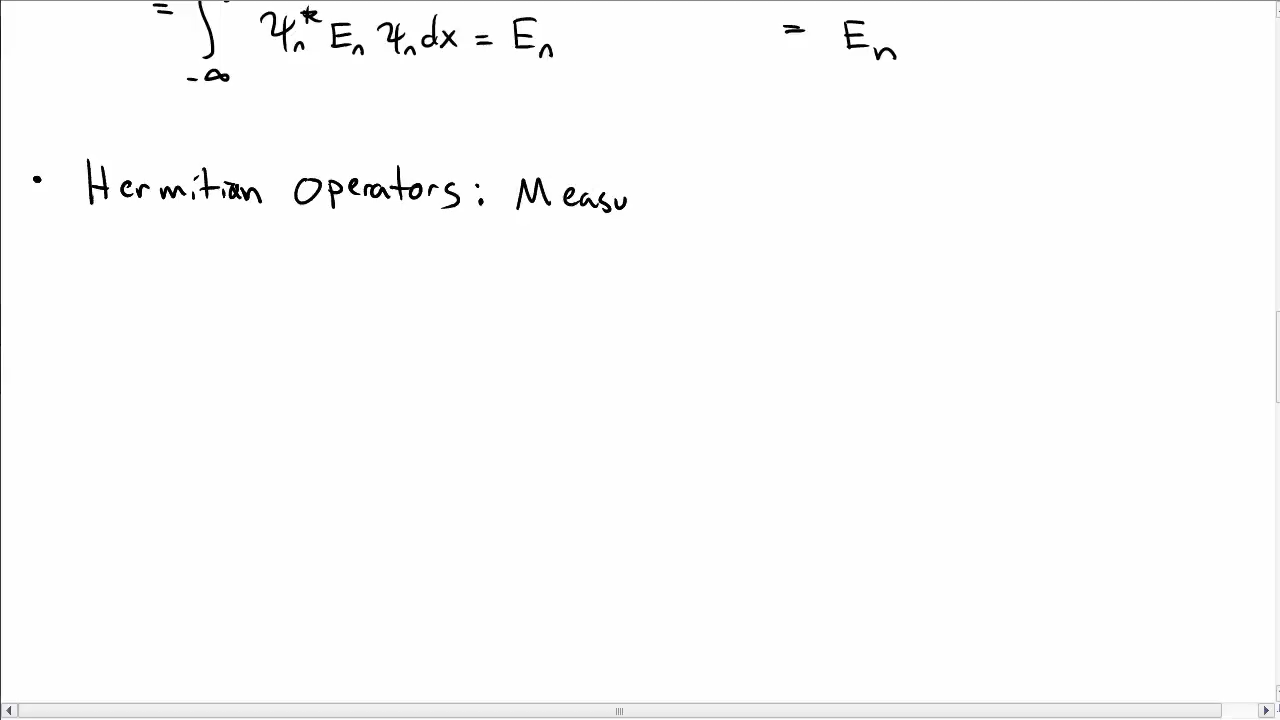 = ∫ ψₙ* Eₙ ψₙ dx = Eₙ = Eₙ
-∞
• Hermitian Operators: Measu